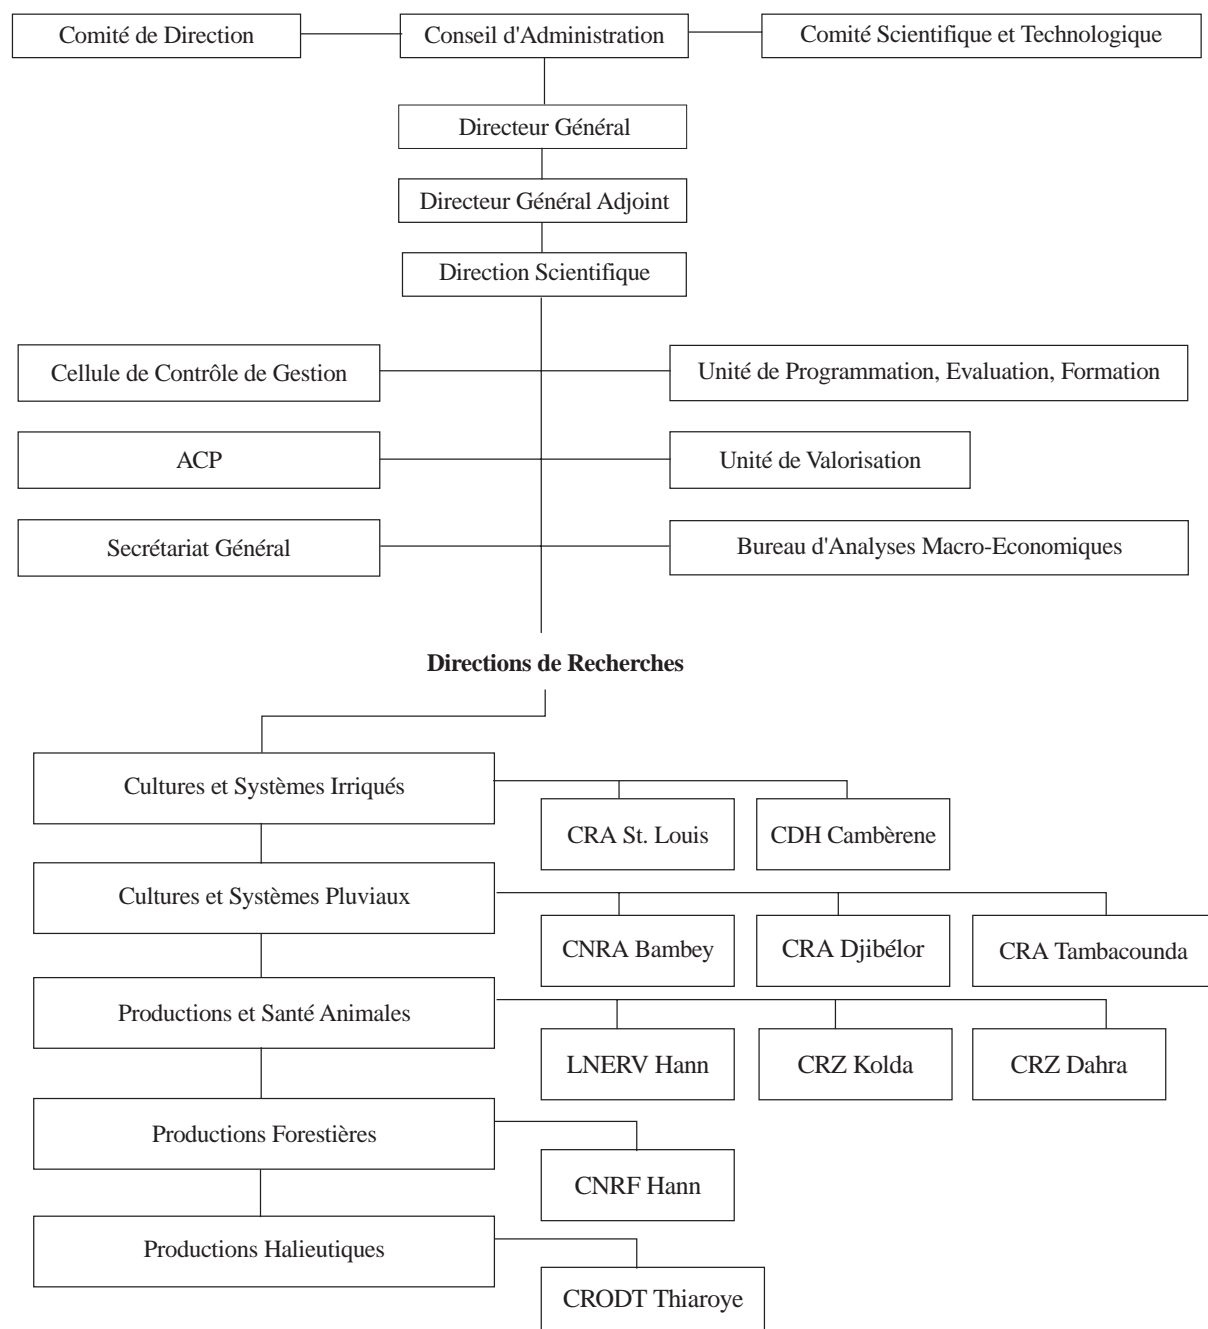 Comité de Direction
Conseil d'Administration
Comité Scientifique et Technologique
Directeur Général
Directeur Général Adjoint
Direction Scientifique
Cellule de Contrôle de Gestion
Unité de Programmation, Evaluation, Formation
ACP
Unité de Valorisation
Secrétariat Général
Bureau d'Analyses Macro-Economiques
Directions de Recherches
Cultures et Systèmes Irriqués
CRA St. Louis
CDH Cambèrene
Cultures et Systèmes Pluviaux
CNRA Bambey
CRA Djibélor
CRA Tambacounda
Productions et Santé Animales
LNERV Hann
CRZ Kolda
CRZ Dahra
Productions Forestières
CNRF Hann
Productions Halieutiques
CRODT Thiaroye